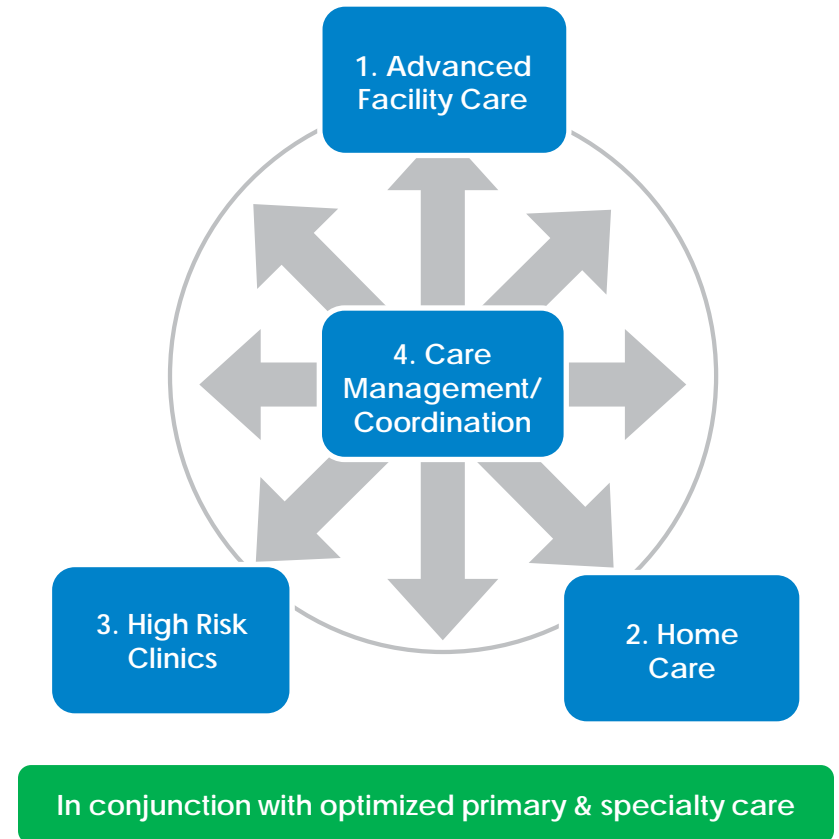 1. Advanced
Facility Care
4. Care
Management/
Coordination
3. High Risk
Clinics
2. Home
Care
In conjunction with optimized primary & specialty care